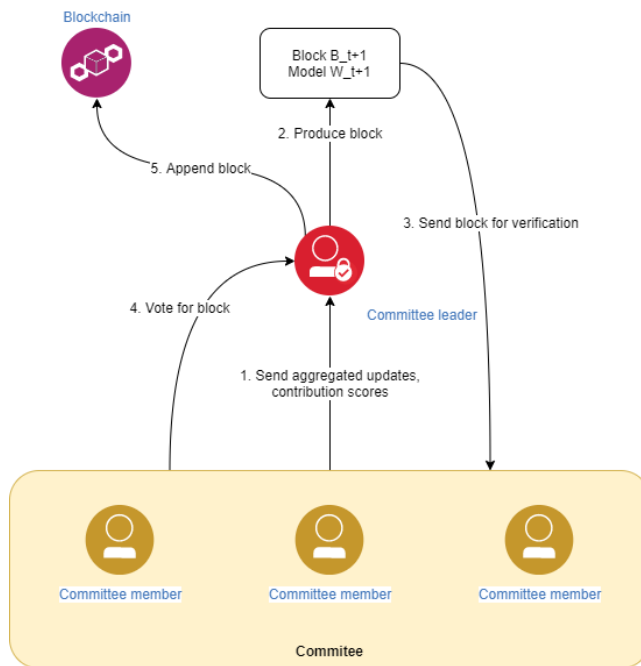 Blockchain
Block B_t+1
Model W_t+1
2. Produce block
5. Append block
3. Send block for verification
4. Vote for block
Committee leader
1. Send aggregated updates,
contribution scores
Committee member
Committee member
Committee member
Commitee